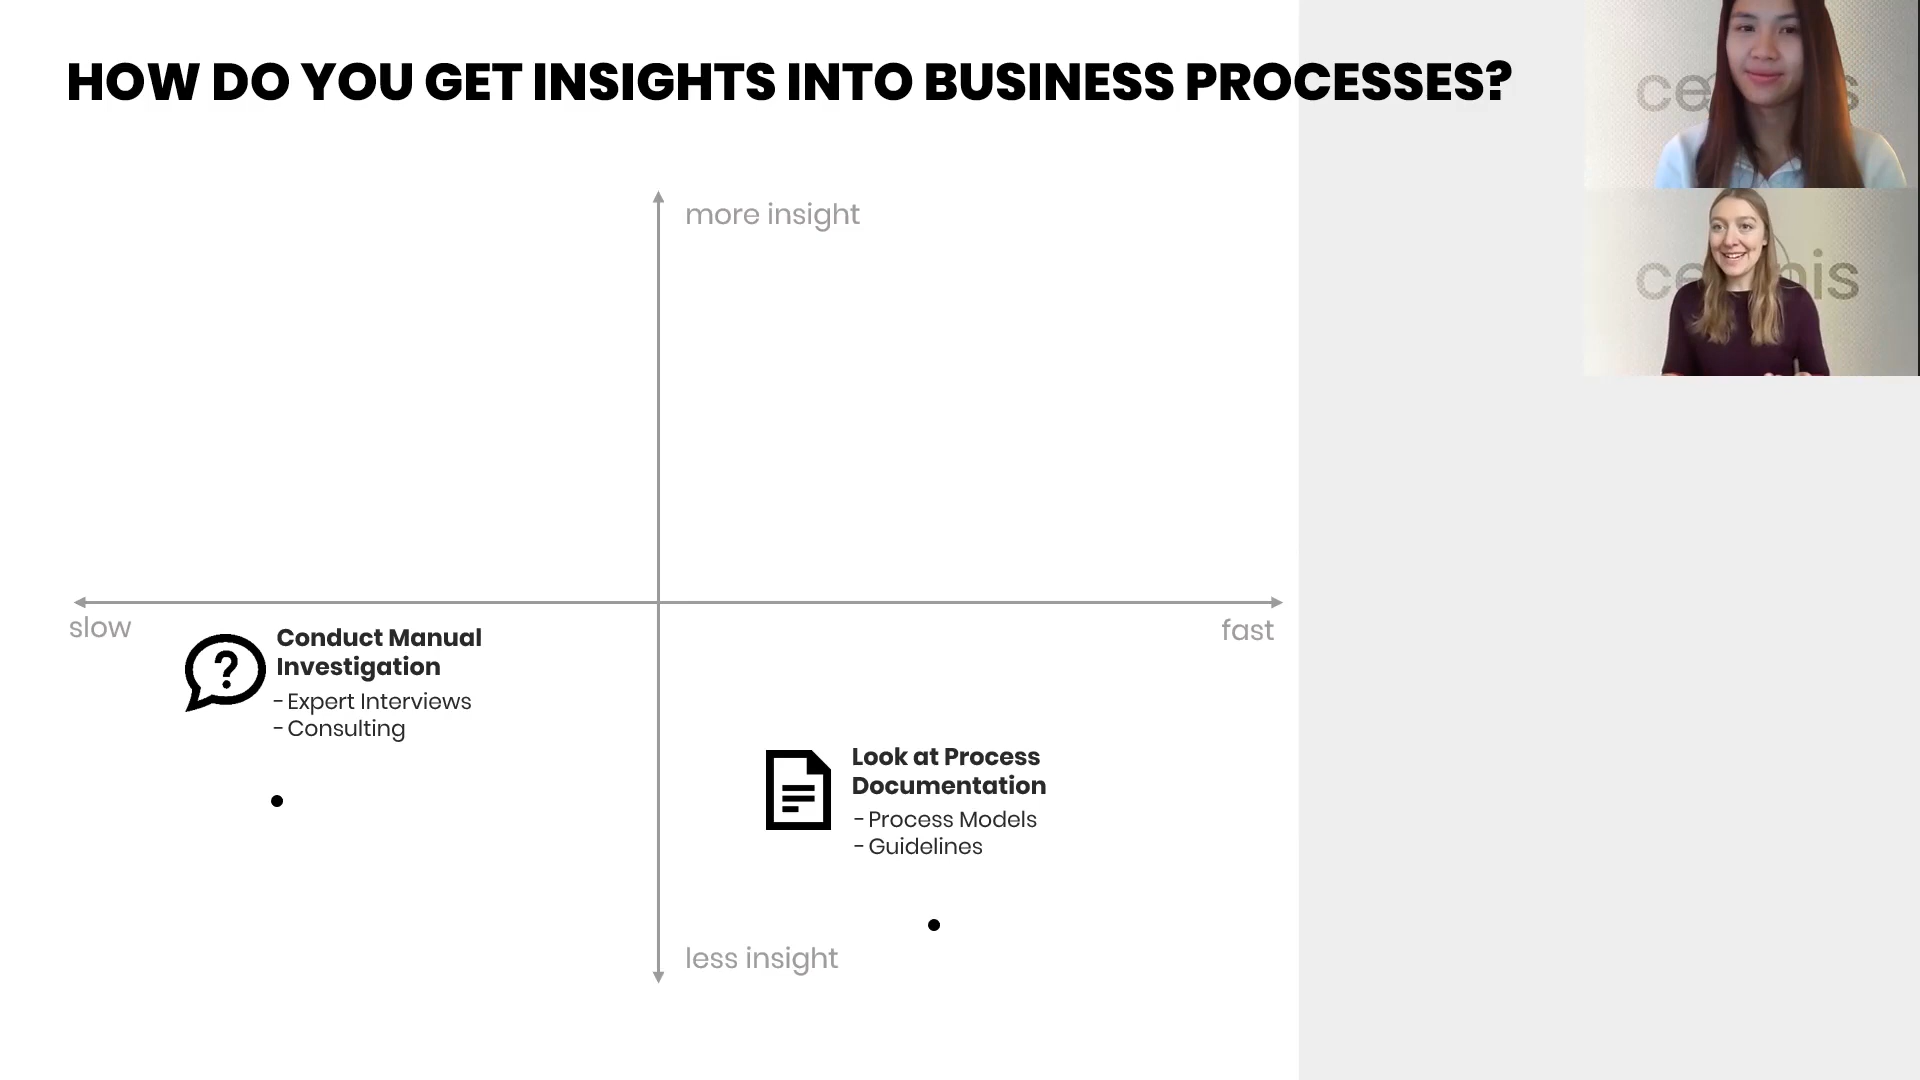 HOW DO YOU GET INSIGHTS INTO BUSINESS PROCESSES?
more insight
slow
fast
Conduct Manual
Investigation
- Expert Interviews
- Consulting
Look at Process
Documentation
- Process Models
- Guidelines
less insight